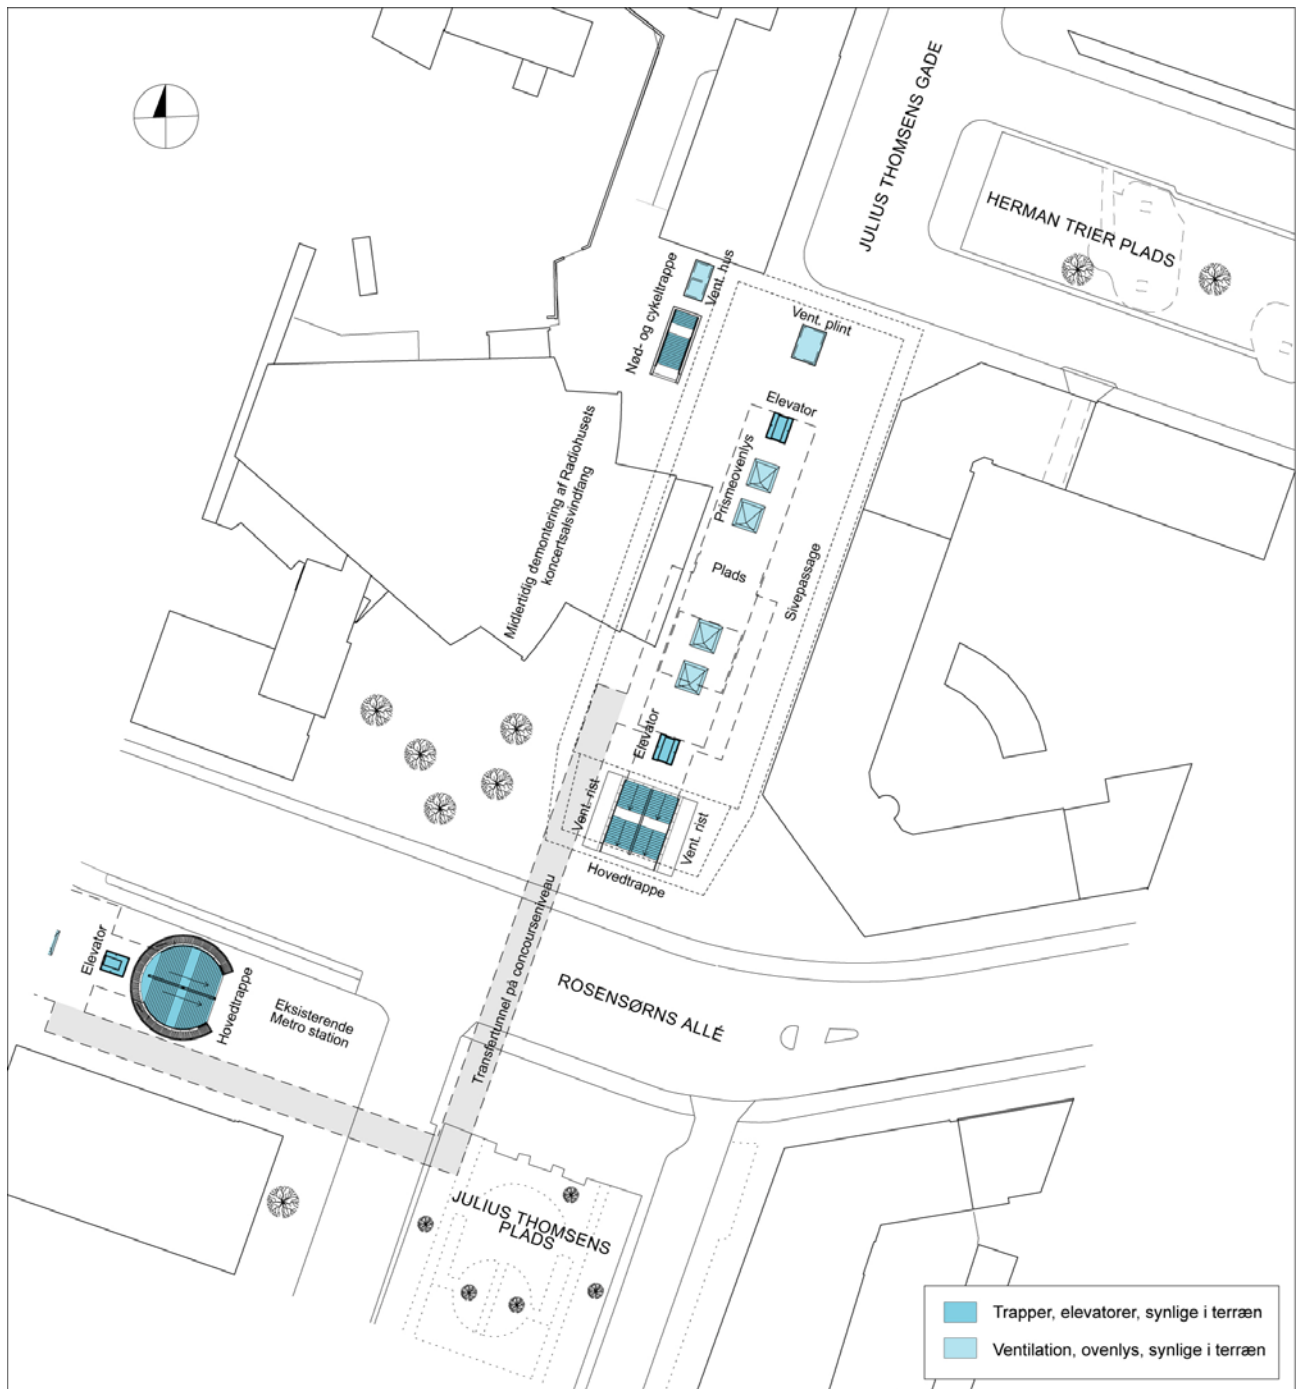 JULIUS THOMSENS GADE
HERMAN TRIER PLADS
Nød- og cykeltrappe
Vent. hus
Vent. plint
Elevator
Prismeovenlys
Midlertidig demontering af Radiohusets
koncertsalsvindfang
Plads
Sivepassage
Elevator
Vent. rist
Vent. rist
Hovedtrappe
Transfertunnel på concourseniveau
Elevator
Hovedtrappe
Eksisterende
Metro station
ROSENSØRNS ALLÉ
JULIUS THOMSENS
PLADS
Trapper, elevatorer, synlige i terræn
Ventilation, ovenlys, synlige i terræn